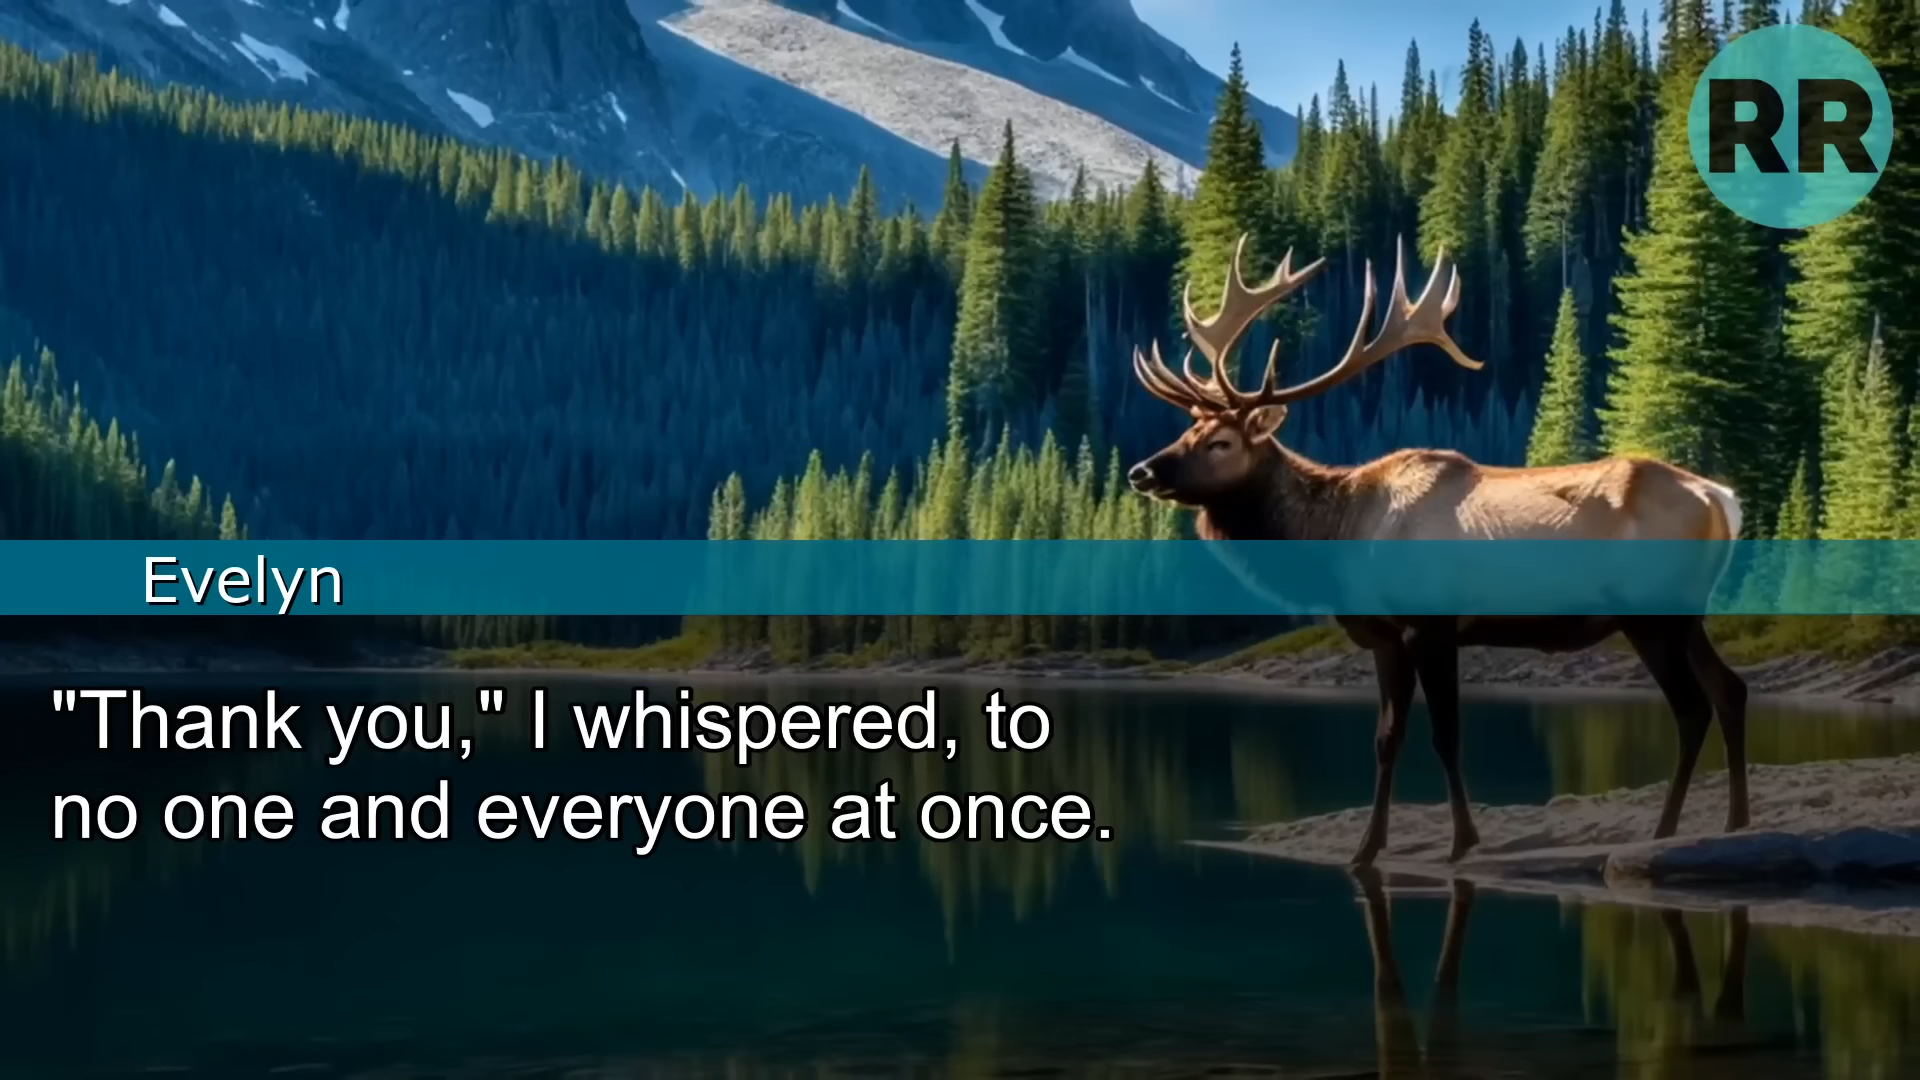 RR
Evelyn
"Thank you," I whispered, to
no one and everyone at once.